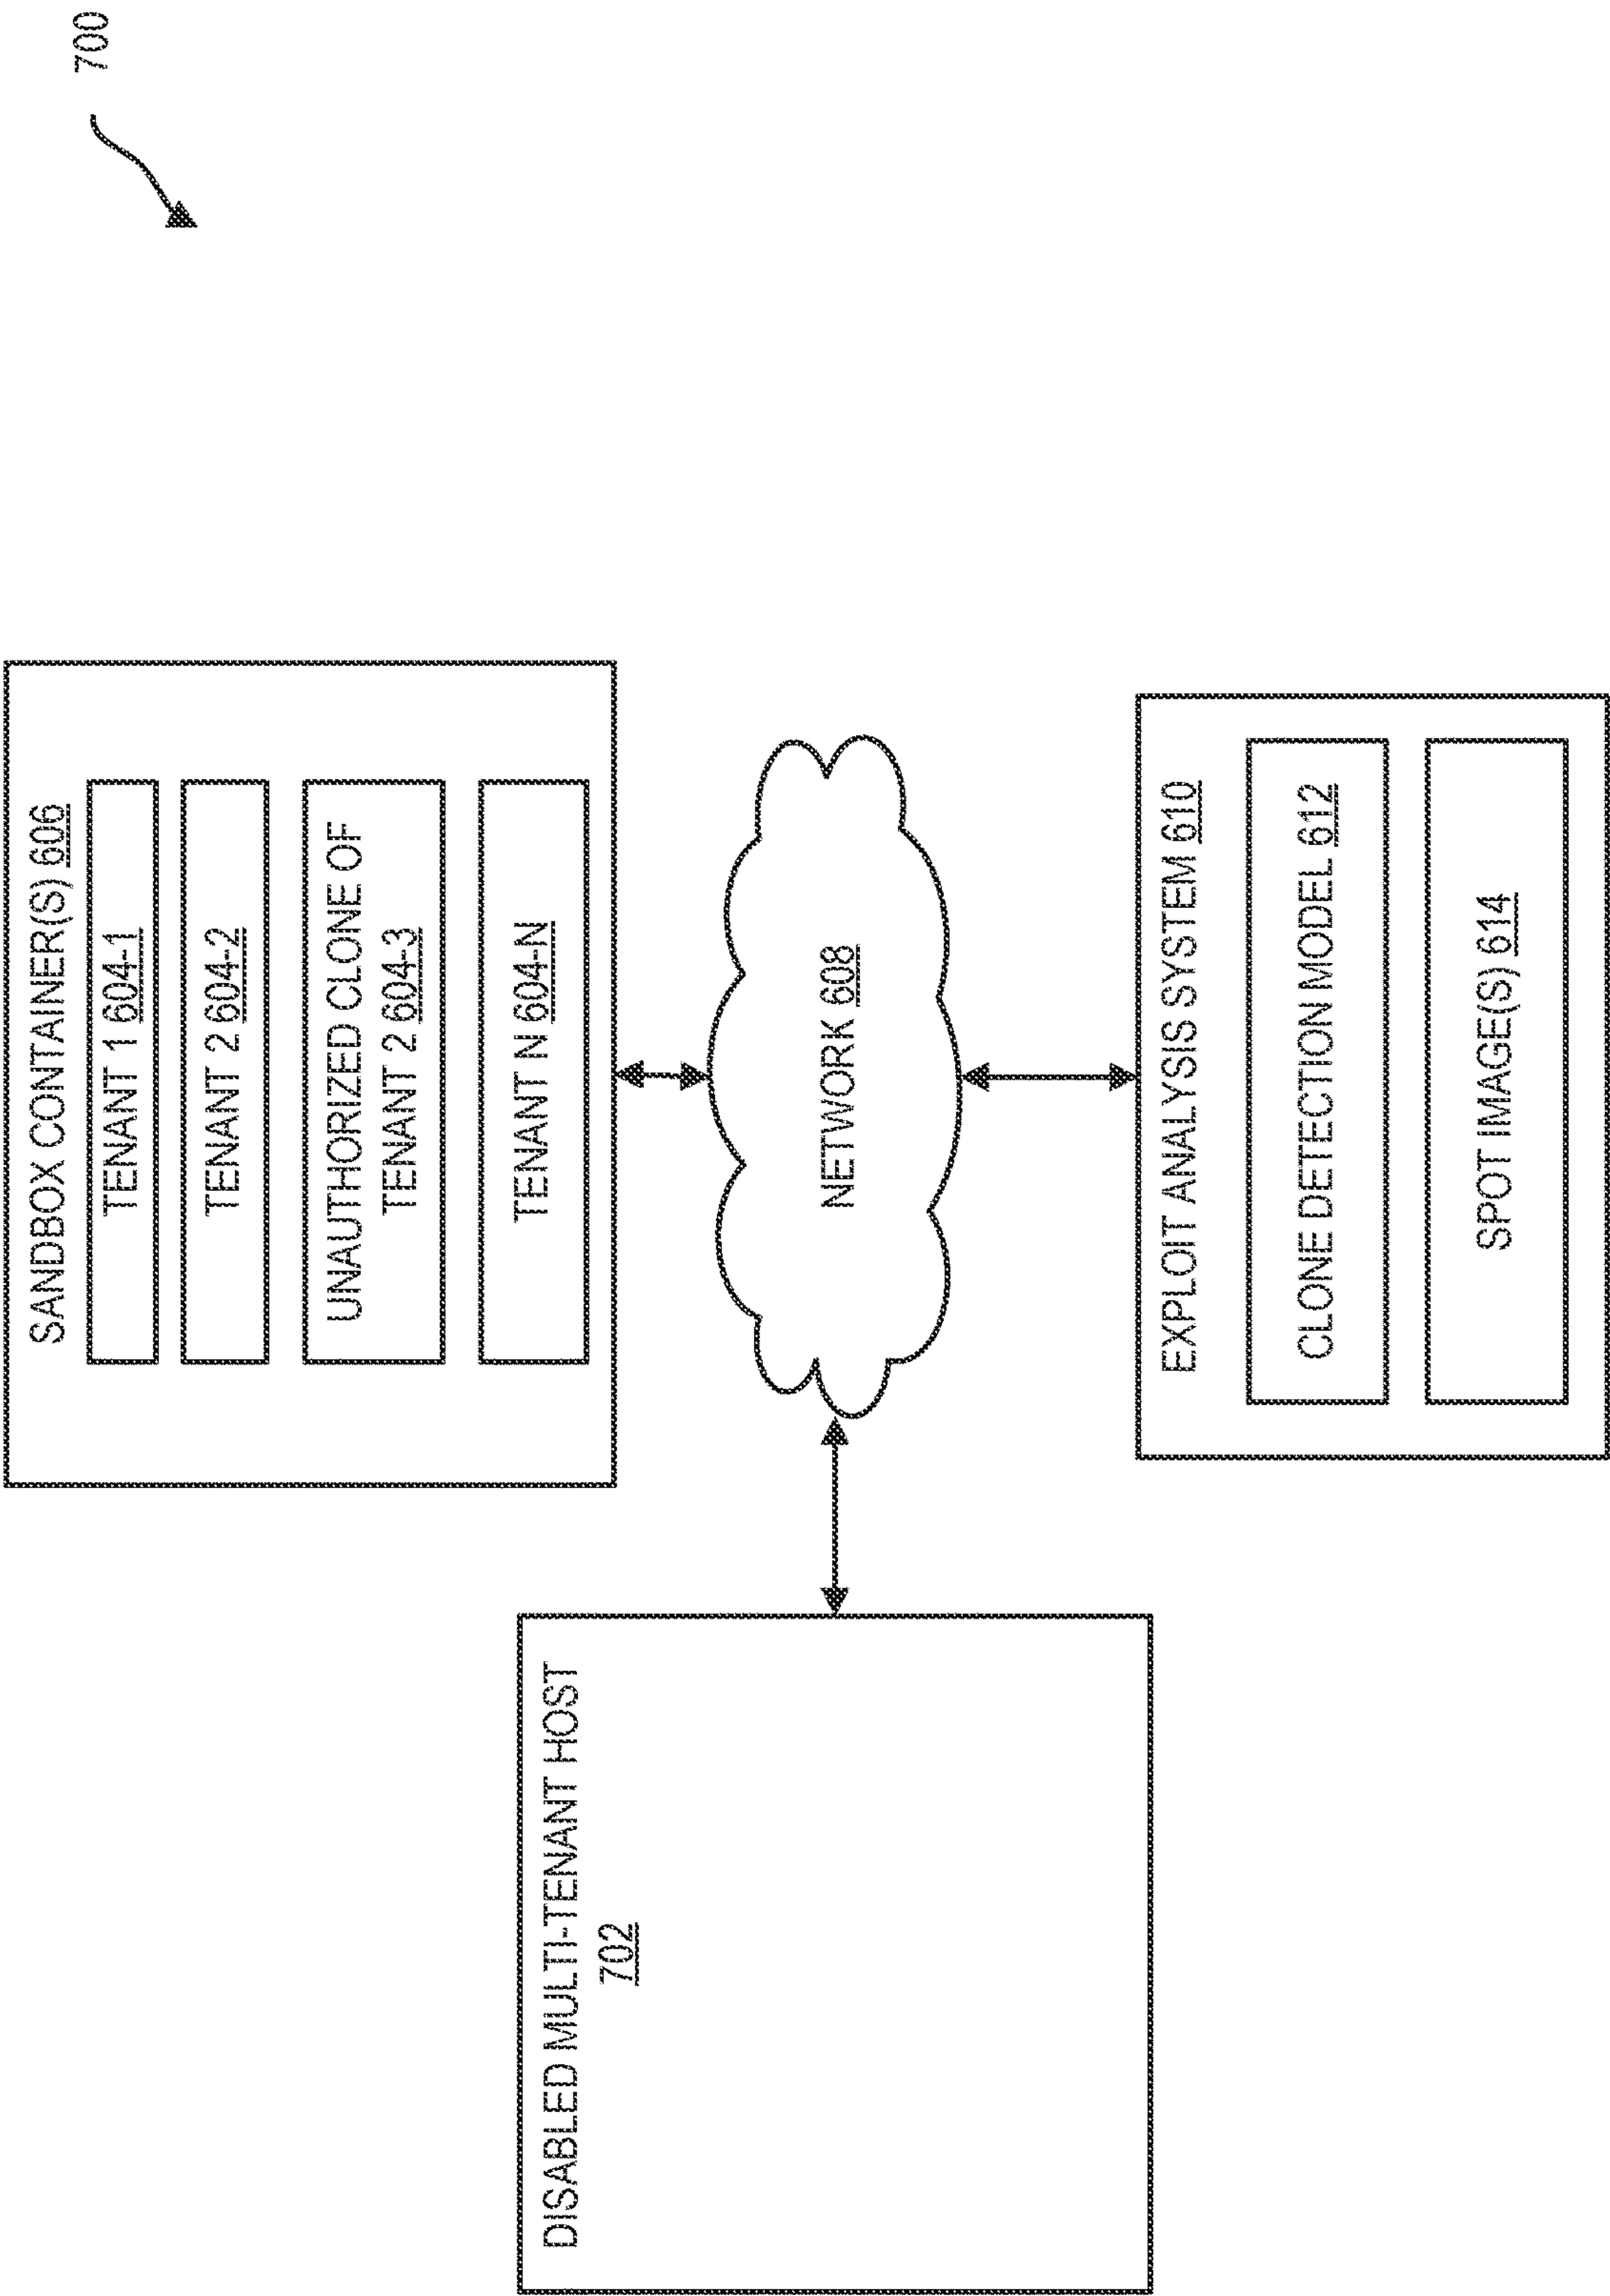 700
SANDBOX CONTAINER(S) 606
TENANT 1 604-1
TENANT 2 604-2
UNAUTHORIZED CLONE OF
TENANT 2 604-3
TENANT N 604-N
DISABLED MULTI-TENANT HOST
702
NETWORK 608
EXPLOIT ANALYSIS SYSTEM 610
CLONE DETECTION MODEL 612
SPOT IMAGE(S) 614